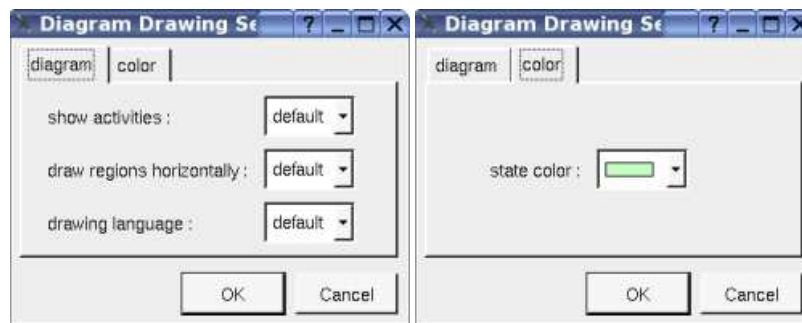 Diagram Drawing Se
diagram color
show activities : default
draw regions horizontally : default
drawing language : default
OK Cancel
Diagram Drawing Se
diagram color
state color :
OK Cancel